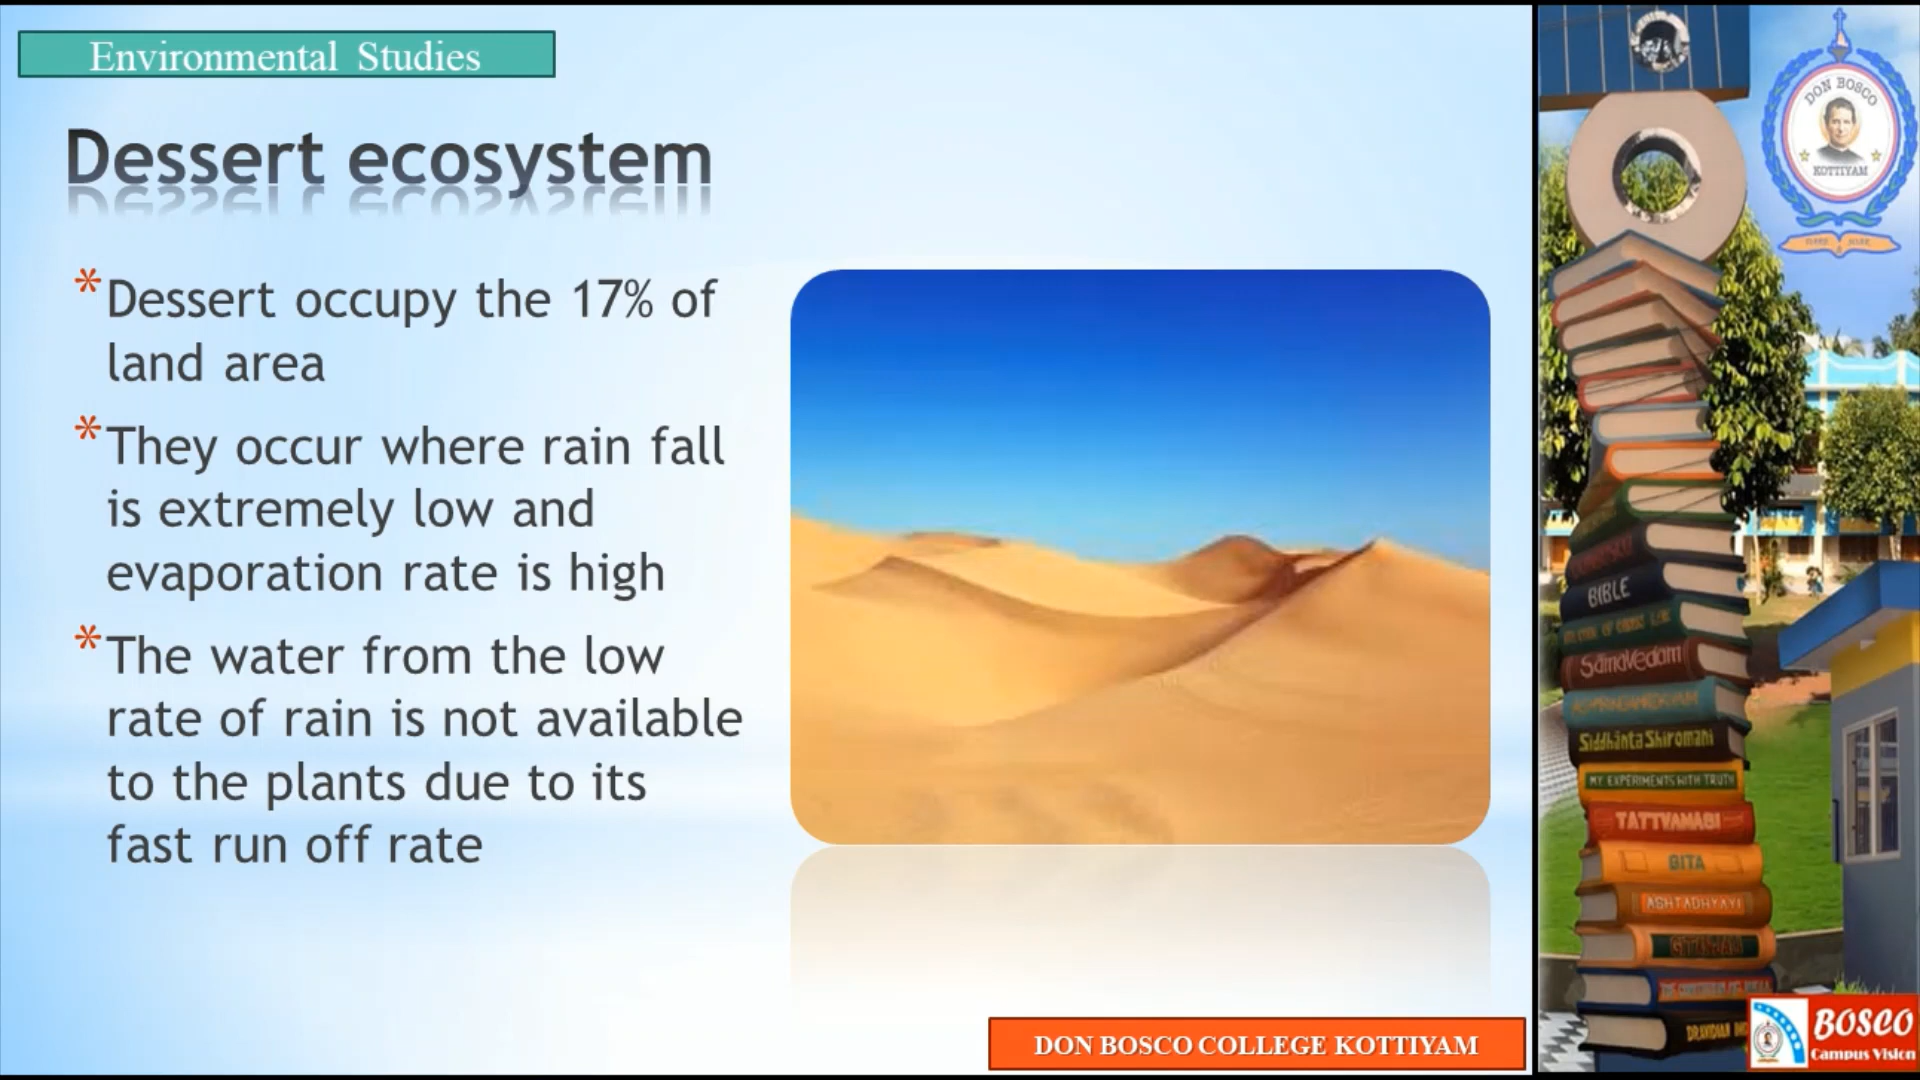 Environmental Studies
Dessert ecosystem
*Dessert occupy the 17% of
land area
*They occur where rain fall
is extremely low and
evaporation rate is high
*The water from the low
rate of rain is not available
to the plants due to its
fast run off rate
DON BOSCO COLLEGE KOTTIYAM
DON BOSCO
KOTTIYAM
BIBLE
SāmaVedam
Siddhānta Shiromani
MY EXPERIMENTS WITH TRUTH
TATTVAMASI
GITA
ASHTADHYAYI
BOSCO
Campus Vision